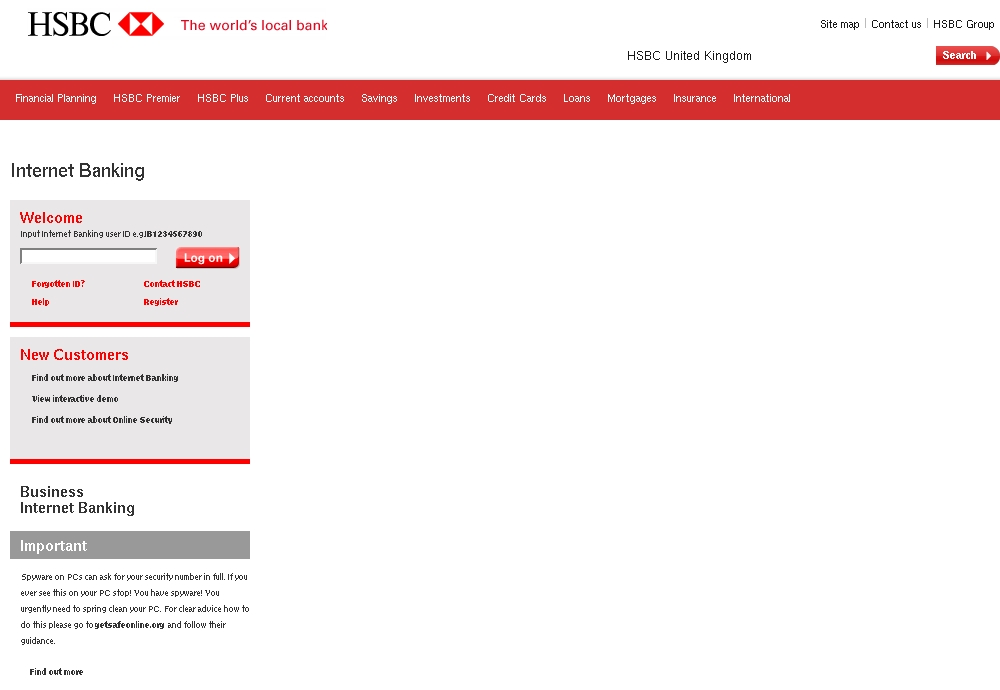 HSBC The world's local bank
Site map Contact us HSBC Group
HSBC United Kingdom
Search
Financial Planning HSBC Premier HSBC Plus Current accounts Savings Investments Credit Cards Loans Mortgages Insurance International
Internet Banking
Welcome
Input Internet Banking user ID e.g.IB1234567890
Log on
Forgotten ID? Contact HSBC
Help Register
New Customers
Find out more about Internet Banking
View interactive demo
Find out more about Online Security
Business
Internet Banking
Important
Spyware on PCs can ask for your security number in full. If you
ever see this on your PC stop! You have spyware! You
urgently need to spring clean your PC. For clear advice how to
do this please go to getsafeonline.org and follow their
guidance.
Find out more